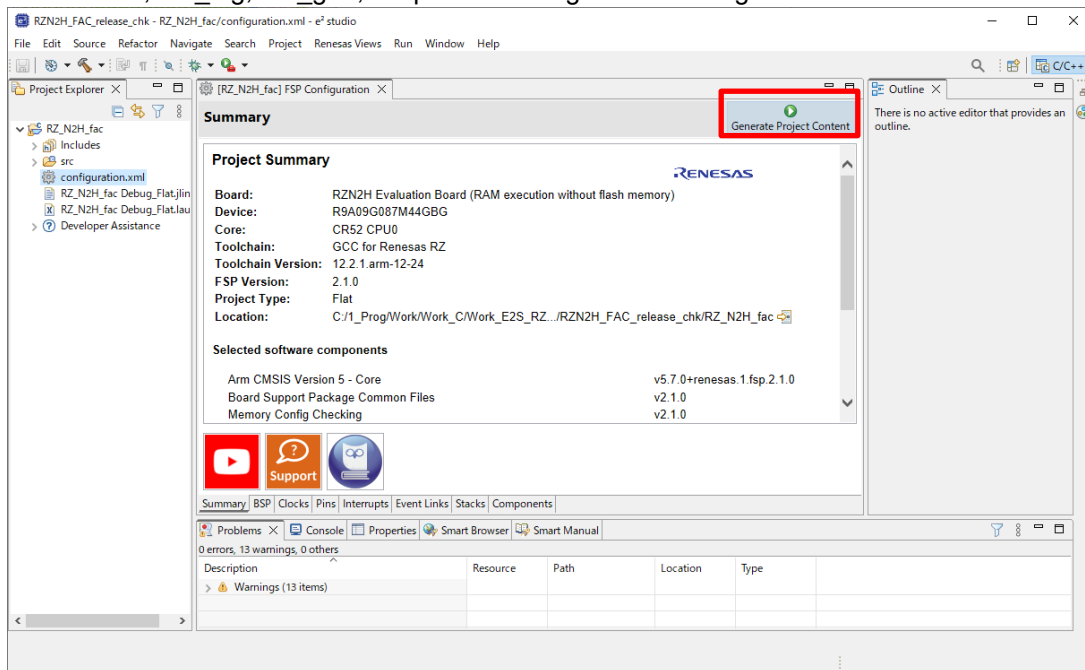 RZN2H_FAC_release_chk - RZ_N2H_fac/configuration.xml - e² studio
File Edit Source Refactor Navigate Search Project Renesas Views Run Window Help
C/C++
Project Explorer
[RZ_N2H_fac] FSP Configuration
Outline
RZ_N2H_fac
Includes
src
configuration.xml
RZ_N2H_fac Debug_Flat.jlin
RZ_N2H_fac Debug_Flat.lau
Developer Assistance
Summary
Generate Project Content
There is no active editor that provides an
outline.
Project Summary
RENESAS
Board: RZN2H Evaluation Board (RAM execution without flash memory)
Device: R9A09G087M44GBG
Core: CR52 CPU0
Toolchain: GCC for Renesas RZ
Toolchain Version: 12.2.1.arm-12-24
FSP Version: 2.1.0
Project Type: Flat
Location: C:/1_Prog/Work/Work_C/Work_E2S_RZ.../RZN2H_FAC_release_chk/RZ_N2H_fac
Selected software components
Arm CMSIS Version 5 - Core v5.7.0+renesas.1.fsp.2.1.0
Board Support Package Common Files v2.1.0
Memory Config Checking v2.1.0
Support
Summary BSP Clocks Pins Interrupts Event Links Stacks Components
Problems Console Properties Smart Browser Smart Manual
0 errors, 13 warnings, 0 others
Description Resource Path Location Type
Warnings (13 items)